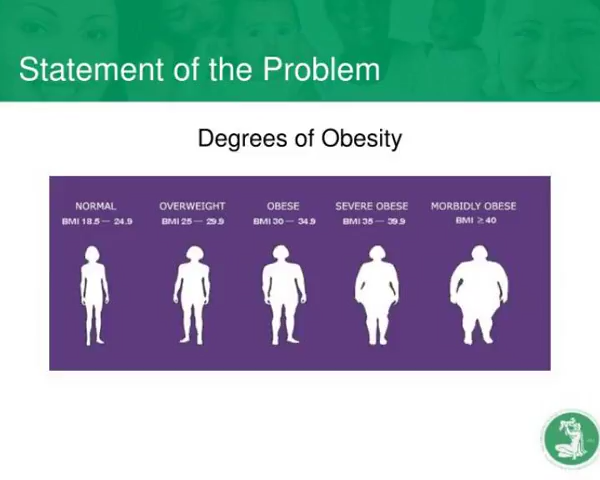 Statement of the Problem
Degrees of Obesity
NORMAL OVERWEIGHT OBESE SEVERE OBESE MORBIDLY OBESE
BMI 18.5 — 24.9 BMI 25 — 29.9 BMI 30 — 34.9 BMI 35 — 39.9 BMI ≥ 40